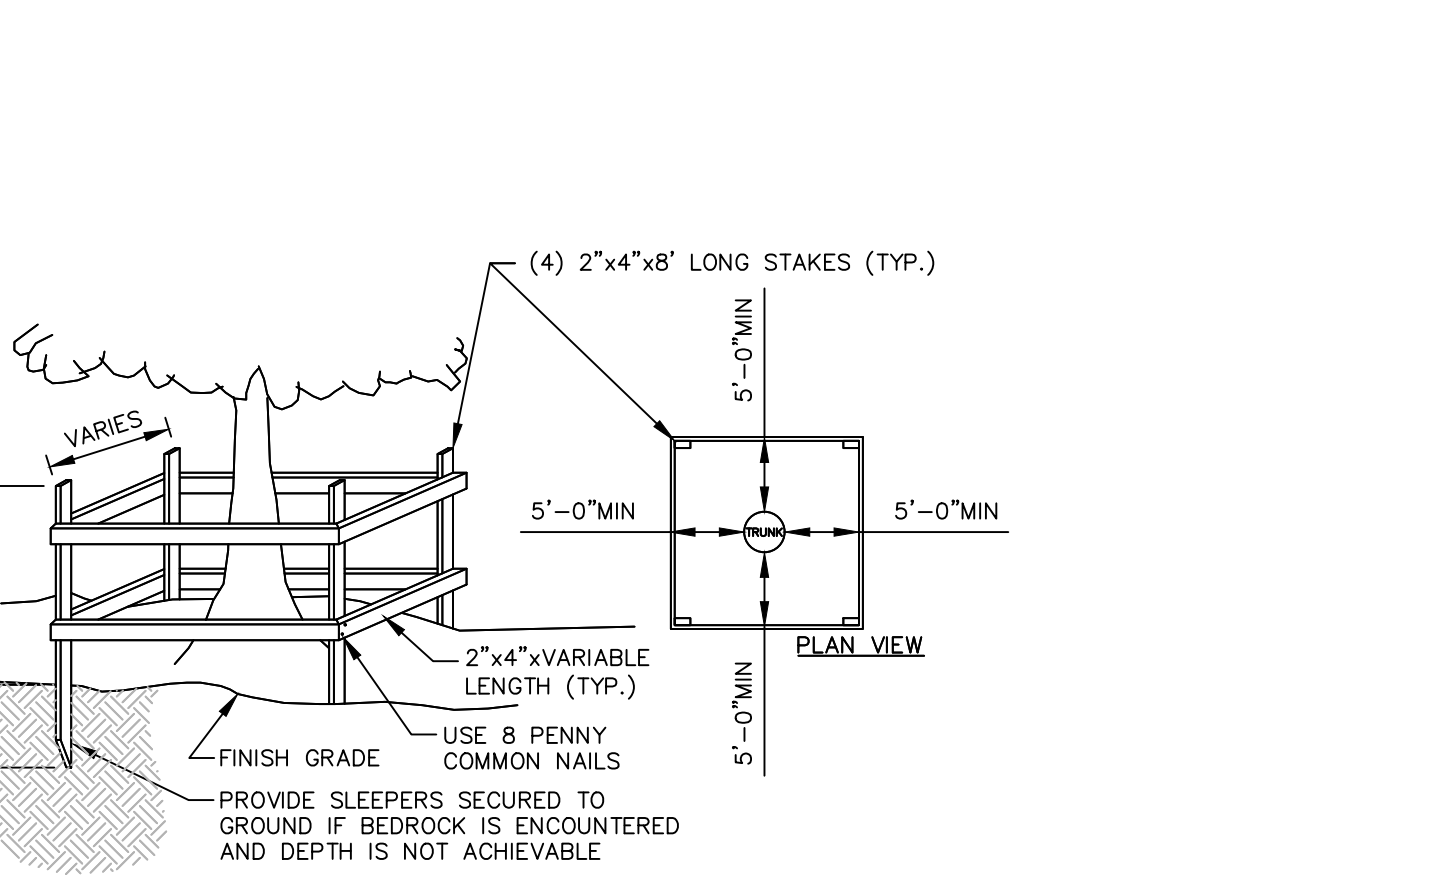 (4) 2”x4”x8’ LONG STAKES (TYP.)
5’-0”MIN
VARIES
5’-0”MIN
TRUNK
5’-0”MIN
PLAN VIEW
2”x4”xVARIABLE
LENGTH (TYP.)
5’-0”MIN
USE 8 PENNY
COMMON NAILS
FINISH GRADE
PROVIDE SLEEPERS SECURED TO
GROUND IF BEDROCK IS ENCOUNTERED
AND DEPTH IS NOT ACHIEVABLE